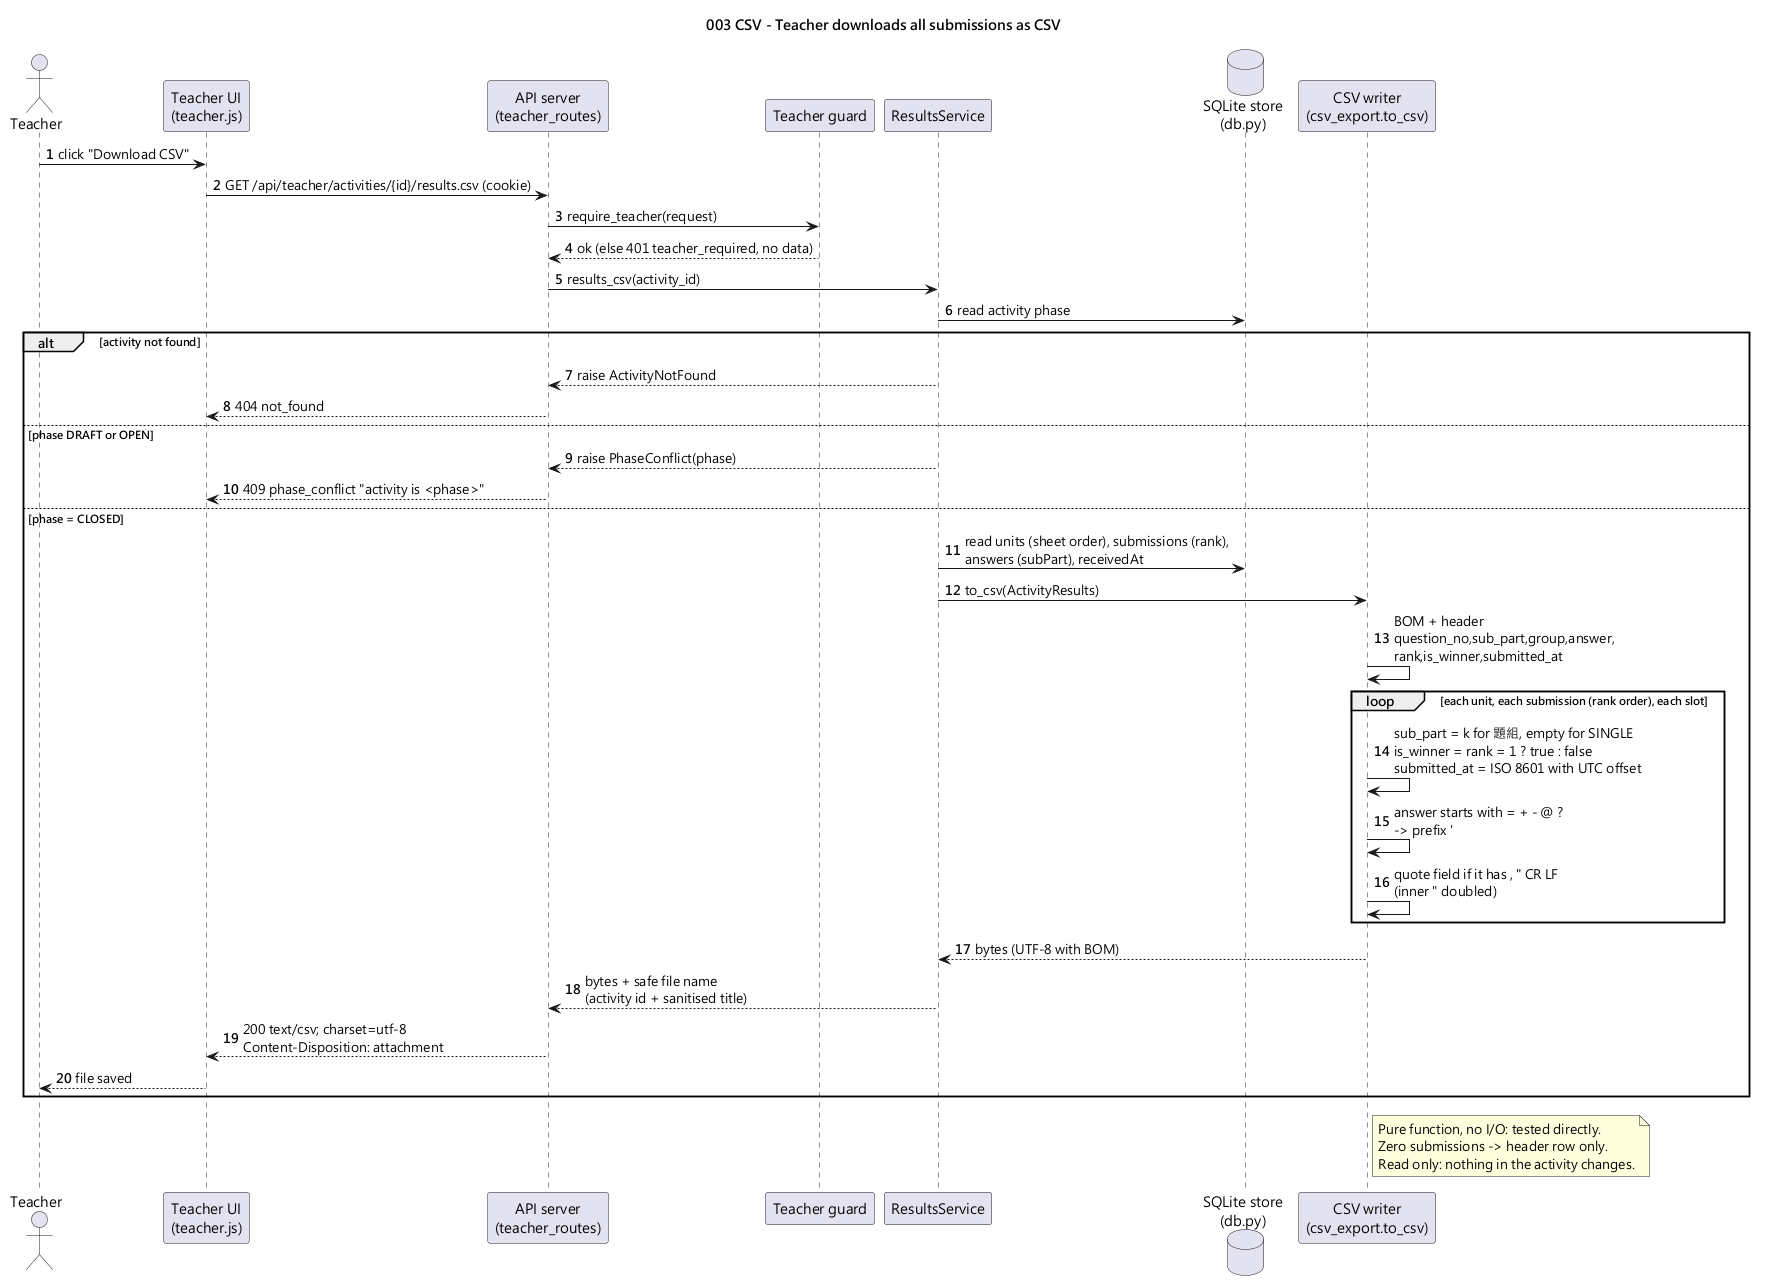 003 CSV - Teacher downloads all submissions as CSV
Teacher
Teacher UI
(teacher.js)
API server
(teacher_routes)
Teacher guard
ResultsService
SQLite store
(db.py)
CSV writer
(csv_export.to_csv)
1 click "Download CSV"
2 GET /api/teacher/activities/{id}/results.csv (cookie)
3 require_teacher(request)
4 ok (else 401 teacher_required, no data)
5 results_csv(activity_id)
6 read activity phase
alt [activity not found]
7 raise ActivityNotFound
8 404 not_found
[phase DRAFT or OPEN]
9 raise PhaseConflict(phase)
10 409 phase_conflict "activity is <phase>"
[phase = CLOSED]
11 read units (sheet order), submissions (rank),
answers (subPart), receivedAt
12 to_csv(ActivityResults)
13 BOM + header
question_no,sub_part,group,answer,
rank,is_winner,submitted_at
loop [each unit, each submission (rank order), each slot]
14 sub_part = k for 題組, empty for SINGLE
is_winner = rank = 1 ? true : false
submitted_at = ISO 8601 with UTC offset
15 answer starts with = + - @ ?
-> prefix '
16 quote field if it has , " CR LF
(inner " doubled)
17 bytes (UTF-8 with BOM)
18 bytes + safe file name
(activity id + sanitised title)
19 200 text/csv; charset=utf-8
Content-Disposition: attachment
20 file saved
Pure function, no I/O: tested directly.
Zero submissions -> header row only.
Read only: nothing in the activity changes.
Teacher
Teacher UI
(teacher.js)
API server
(teacher_routes)
Teacher guard
ResultsService
SQLite store
(db.py)
CSV writer
(csv_export.to_csv)